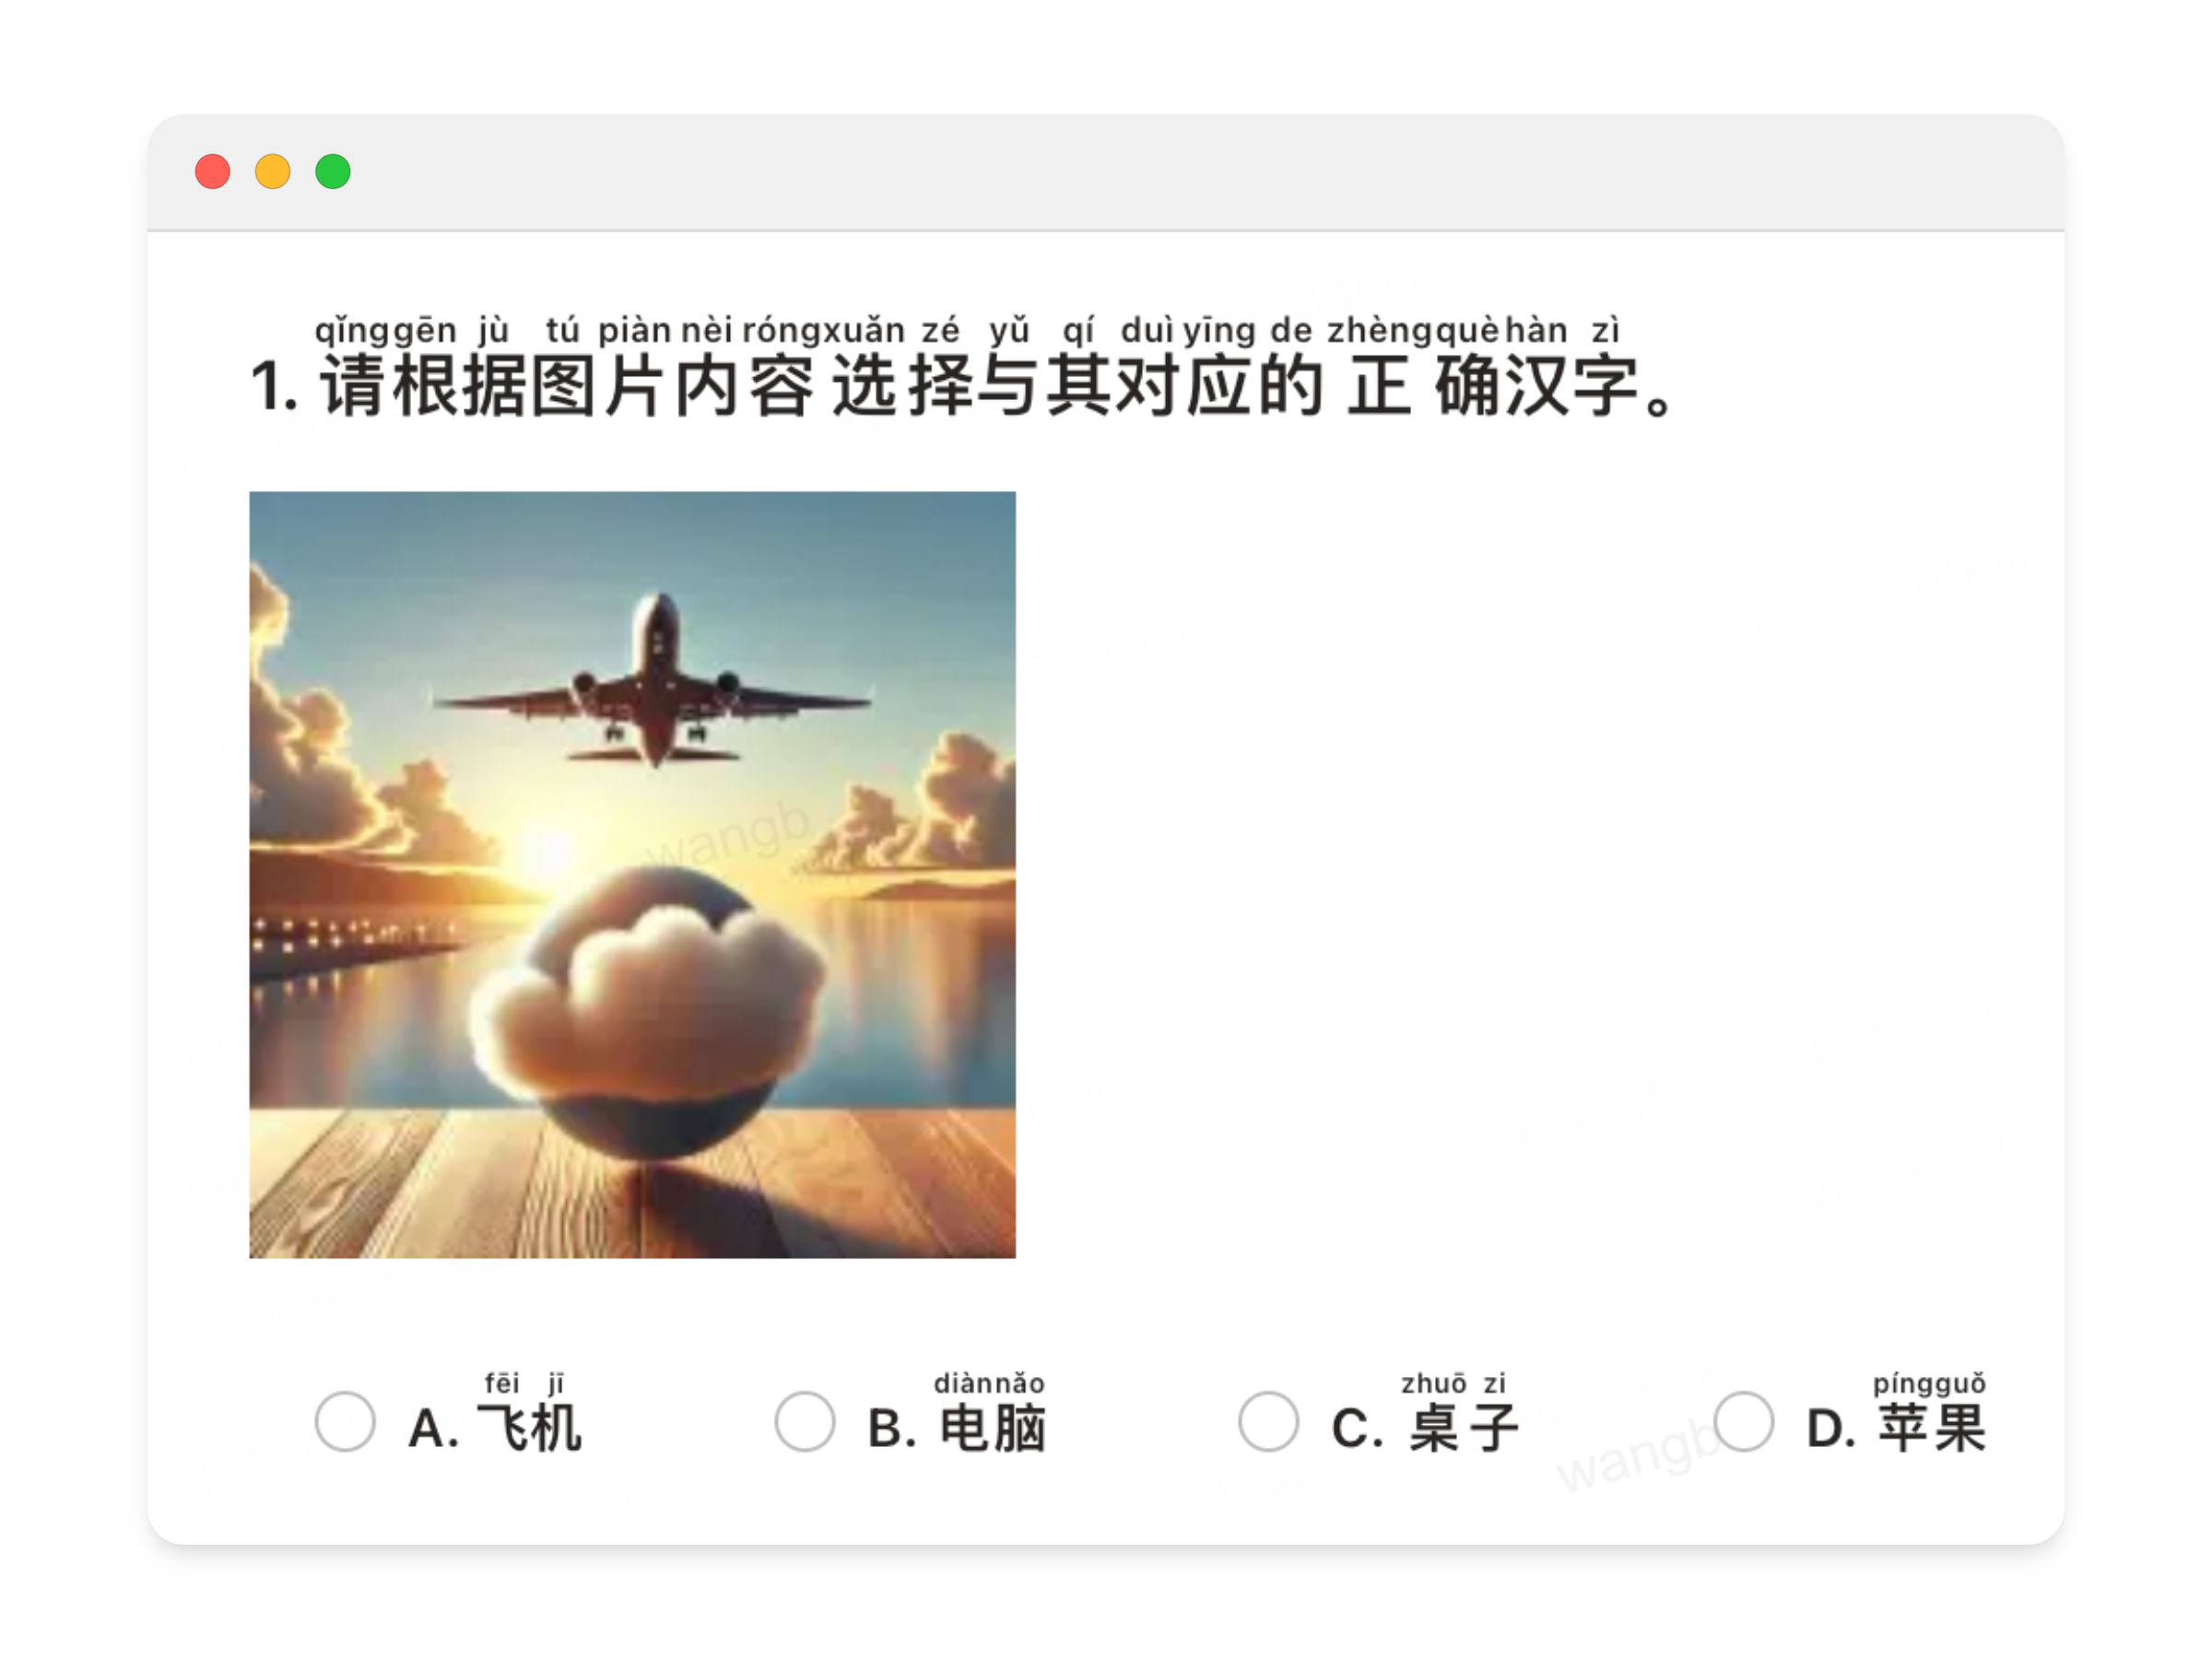 qǐng gēn jù tú piàn nèi róng xuǎn zé yǔ qí duì yīng de zhèng què hàn zì
1. 请根据图片内容选择与其对应的正确汉字。
wangb
fēi jī diàn nǎo zhuō zi píng guǒ
A. 飞机 B. 电脑 C. 桌子 D. 苹果
wangb